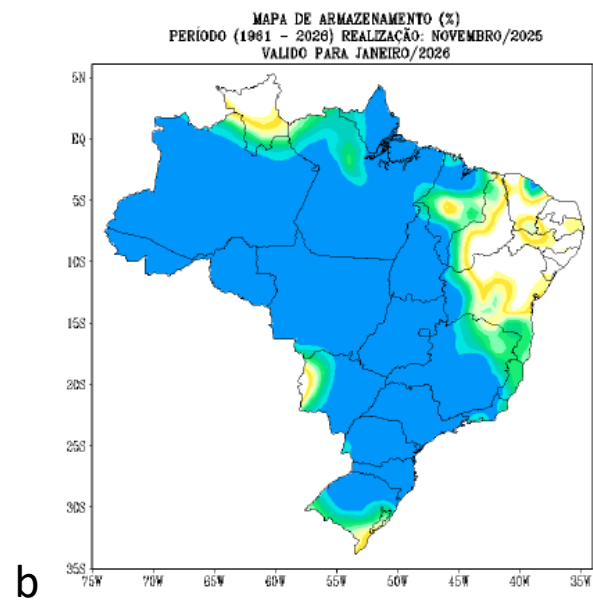 MAPA DE ARMAZENAMENTO (%)
PERÍODO (1961 - 2026) REALIZAÇÃO: NOVEMBRO/2025
VALIDO PARA JANEIRO/2026
5N
EQ
5S
10S
15S
20S
25S
30S
35S
75W 70W 65W 60W 55W 50W 45W 40W 35W
b